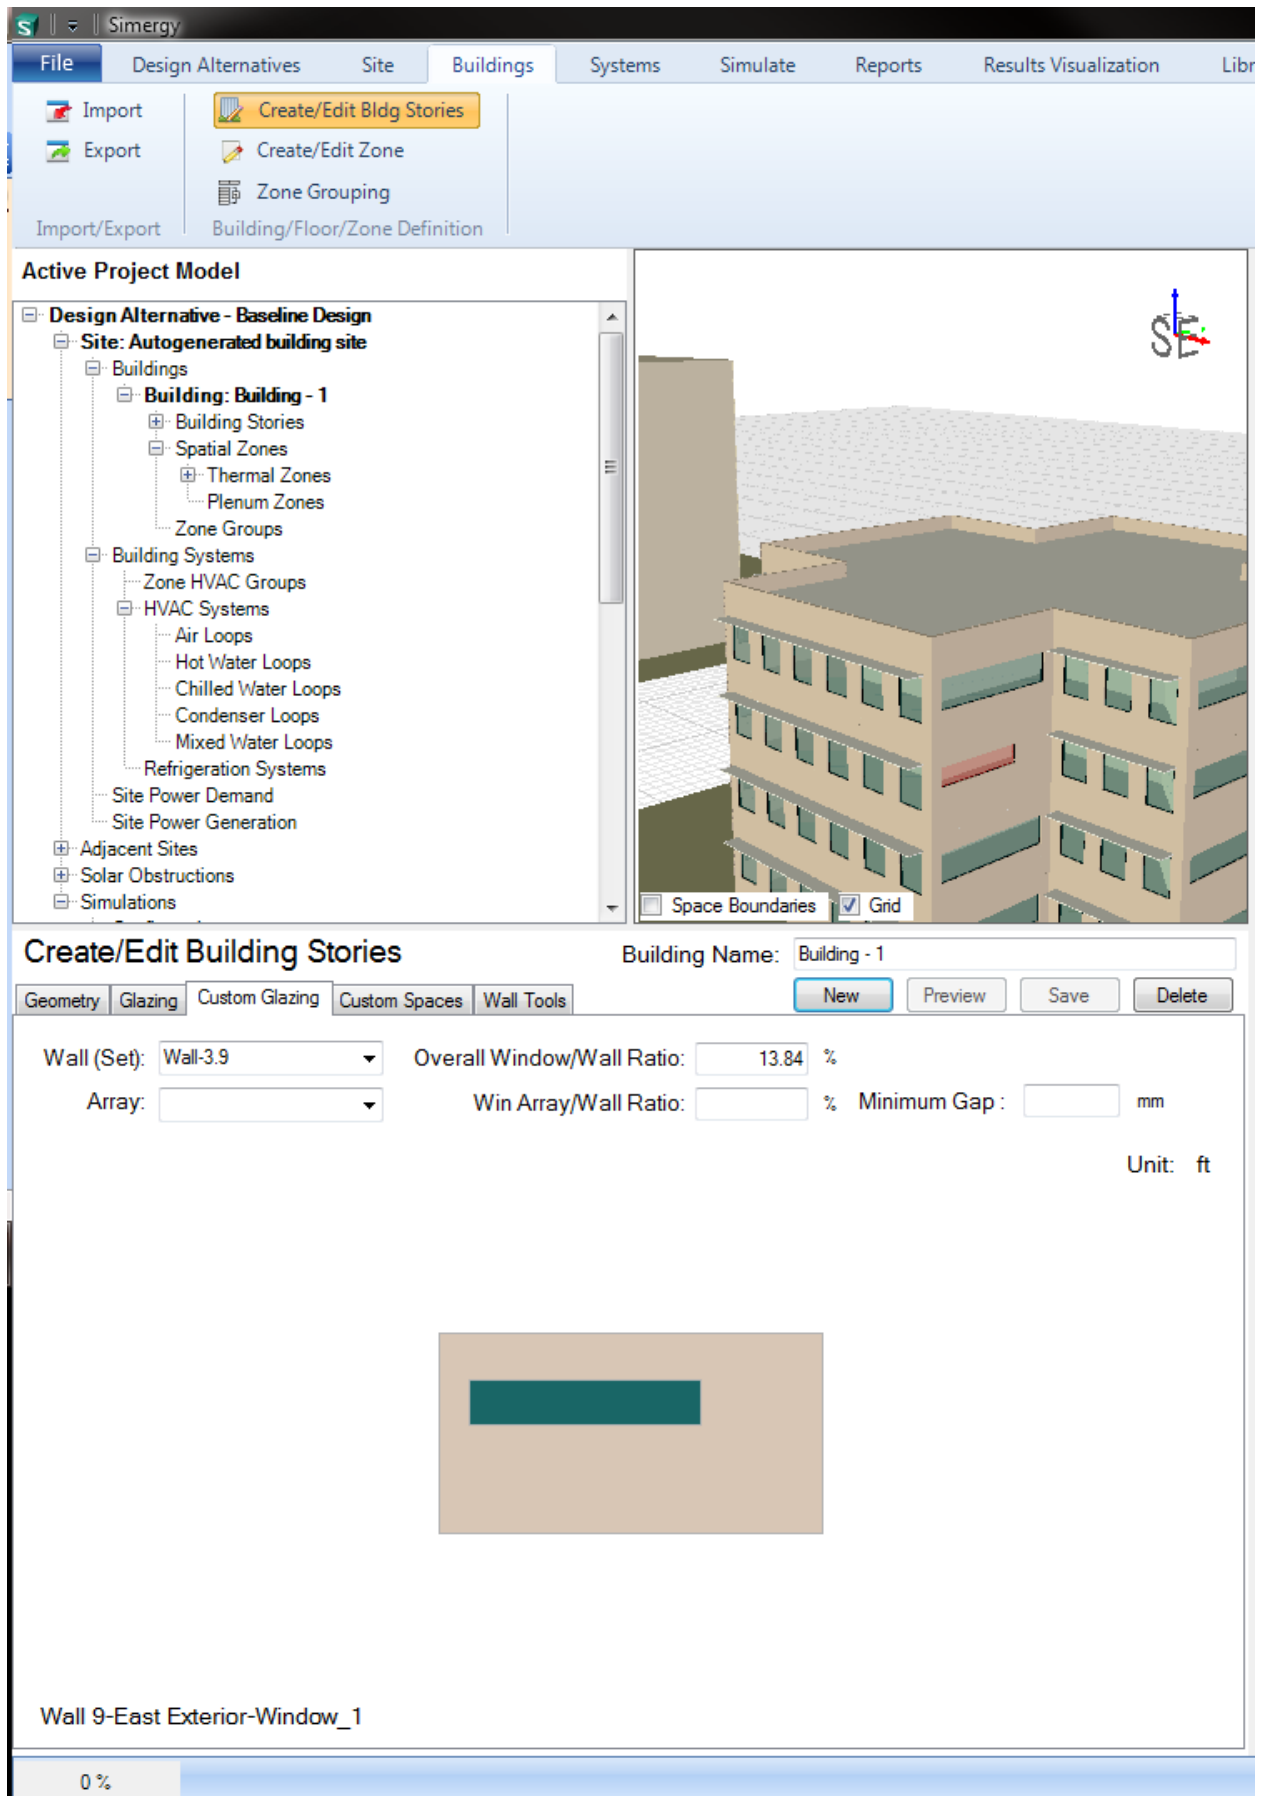 Simergy
File Design Alternatives Site Buildings Systems Simulate Reports Results Visualization Libr
Import
Export
Import/Export
Create/Edit Bldg Stories
Create/Edit Zone
Zone Grouping
Building/Floor/Zone Definition
Active Project Model
Design Alternative - Baseline Design
Site: Autogenerated building site
Buildings
Building: Building - 1
Building Stories
Spatial Zones
Thermal Zones
Plenum Zones
Zone Groups
Building Systems
Zone HVAC Groups
HVAC Systems
Air Loops
Hot Water Loops
Chilled Water Loops
Condenser Loops
Mixed Water Loops
Refrigeration Systems
Site Power Demand
Site Power Generation
Adjacent Sites
Solar Obstructions
Simulations
SE
Space Boundaries Grid
Create/Edit Building Stories
Building Name: Building - 1
Geometry Glazing Custom Glazing Custom Spaces Wall Tools
New Preview Save Delete
Wall (Set): Wall-3.9 Overall Window/Wall Ratio: 13.84 %
Array: Win Array/Wall Ratio: % Minimum Gap : mm
Unit: ft
Wall 9-East Exterior-Window_1
0 %